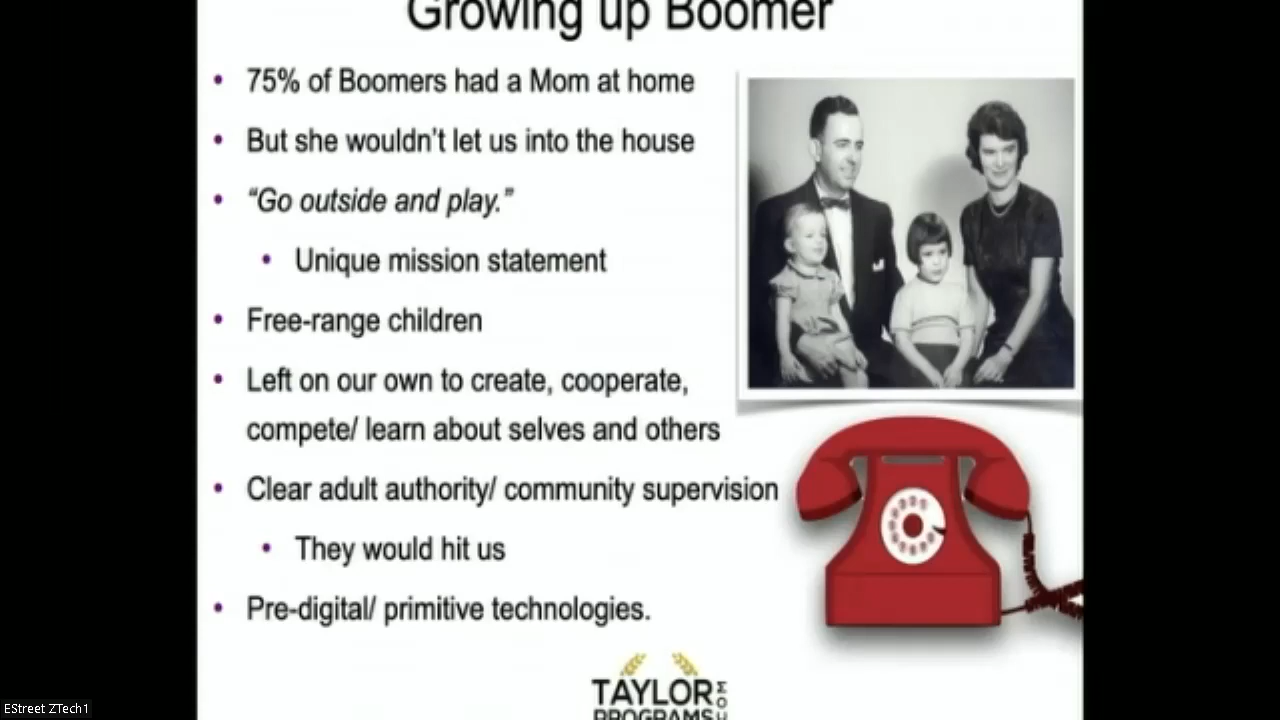 Growing up Boomer
• 75% of Boomers had a Mom at home
• But she wouldn't let us into the house
• “Go outside and play.”
• Unique mission statement
• Free-range children
• Left on our own to create, cooperate,
compete/ learn about selves and others
• Clear adult authority/ community supervision
• They would hit us
• Pre-digital/ primitive technologies.
TAYLOR
PROGRAMS
EStreet ZTech1